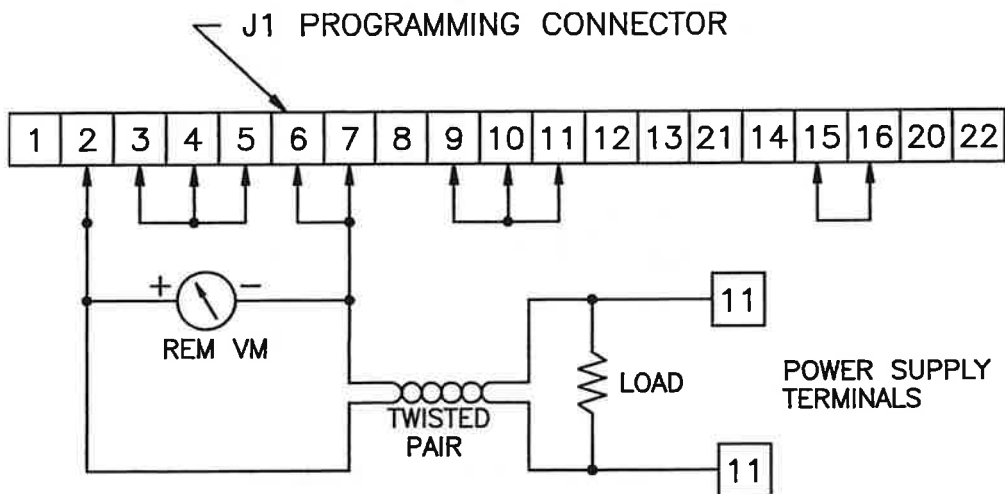 J1 PROGRAMMING CONNECTOR
1 2 3 4 5 6 7 8 9 10 11 12 13 21 14 15 16 20 22
+ -
REM VM
11
LOAD
POWER SUPPLY
TERMINALS
TWISTED
PAIR
11